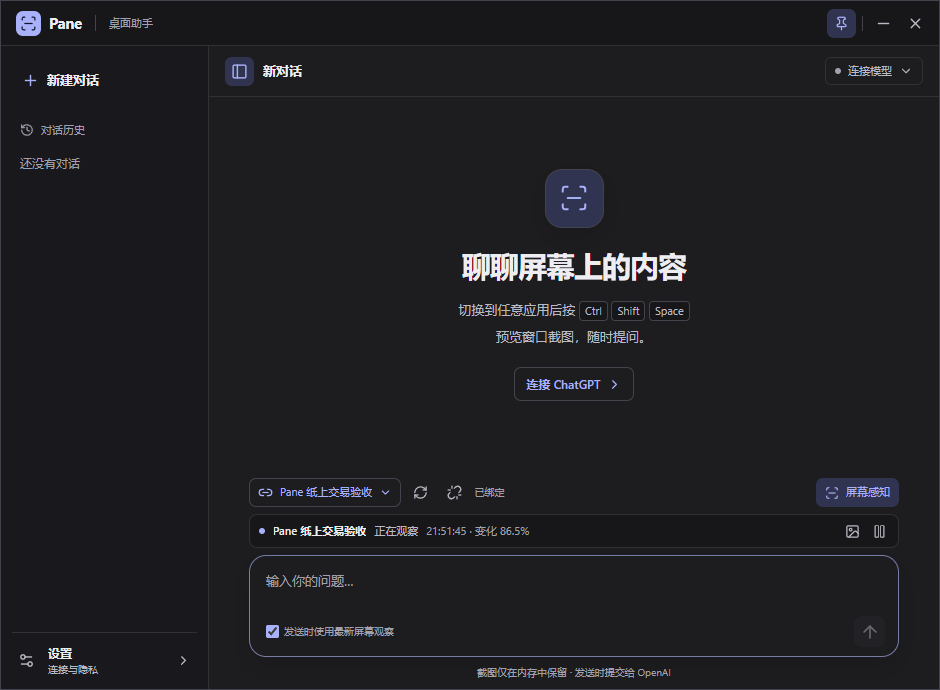 Pane 桌面助手
新建对话
新对话
连接模型
对话历史
还没有对话
聊聊屏幕上的内容
切换到任意应用后按 Ctrl Shift Space
预览窗口截图，随时提问。
连接 ChatGPT
Pane 纸上交易验收 已绑定 屏幕感知
Pane 纸上交易验收 正在观察 21:51:45 · 变化 86.5%
输入你的问题...
发送时使用最新屏幕观察
设置
连接与隐私
截图仅在内存中保留 · 发送时提交给 OpenAI